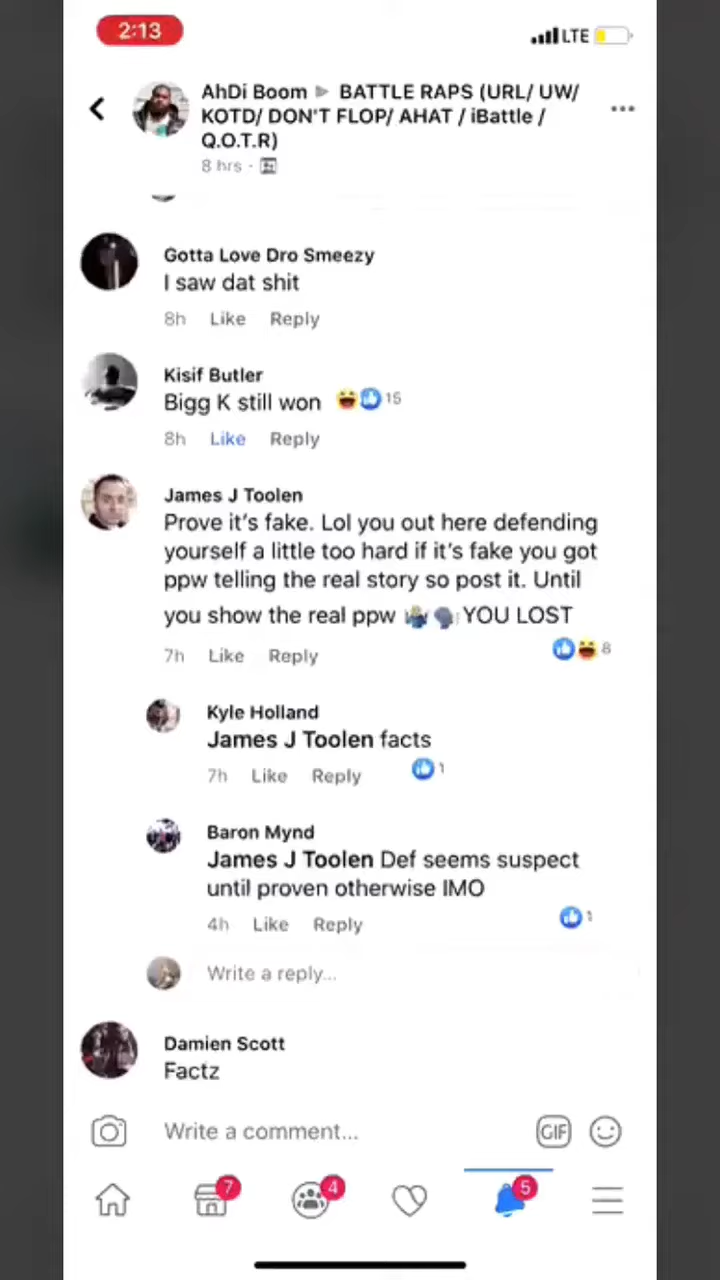 2:13
LTE
AhDi Boom ▶ BATTLE RAPS (URL/ UW/
KOTD/ DON'T FLOP/ AHAT / iBattle /
Q.O.T.R)
8 hrs ·
Gotta Love Dro Smeezy
I saw dat shit
8h Like Reply
Kisif Butler
Bigg K still won 15
8h Like Reply
James J Toolen
Prove it's fake. Lol you out here defending
yourself a little too hard if it's fake you got
ppw telling the real story so post it. Until
you show the real ppw 🤷🗣 YOU LOST
7h Like Reply 8
Kyle Holland
James J Toolen facts
7h Like Reply 1
Baron Mynd
James J Toolen Def seems suspect
until proven otherwise IMO
4h Like Reply 1
Write a reply...
Damien Scott
Factz
Write a comment...
GIF
7 4 5